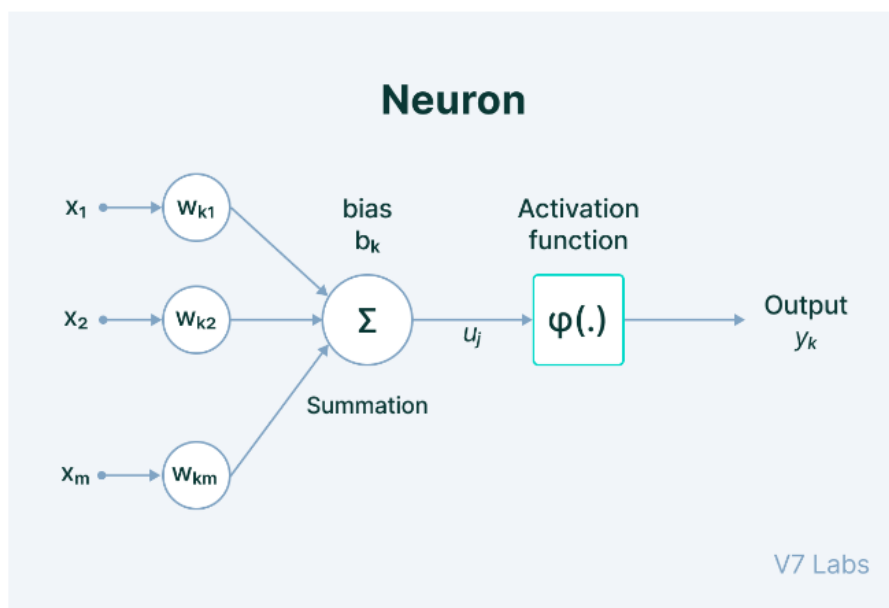 Neuron
x₁
wₖ₁
bias
bₖ
Activation
function
x₂
wₖ₂
Σ
uⱼ
φ(.)
Output
yₖ
Summation
xₘ
wₖₘ
V7 Labs